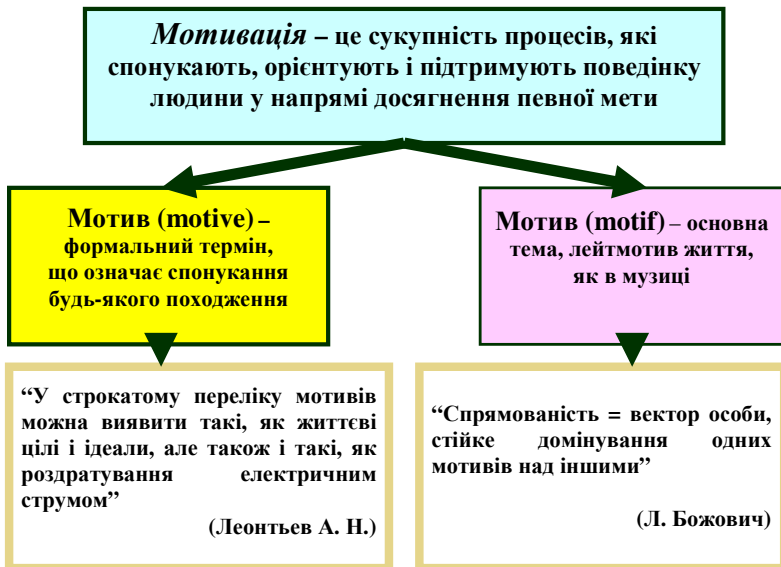 Мотивація – це сукупність процесів, які
спонукають, орієнтують і підтримують поведінку
людини у напрямі досягнення певної мети
Мотив (motive) –
формальний термін,
що означає спонукання
будь-якого походження
Мотив (motif) – основна
тема, лейтмотив життя,
як в музиці
“У строкатому переліку мотивів
можна виявити такі, як життєві
цілі і ідеали, але також і такі, як
роздратування електричним
струмом”
(Леонтьев А. Н.)
“Спрямованість = вектор особи,
стійке домінування одних
мотивів над іншими”
(Л. Божович)